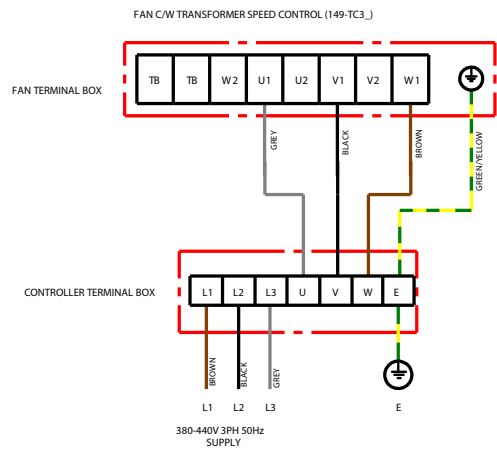 FAN C/W TRANSFORMER SPEED CONTROL (149-TC3_)
FAN TERMINAL BOX
TB TB W2 U1 U2 V1 V2 W1
GREY
BLACK
BROWN
GREEN/YELLOW
CONTROLLER TERMINAL BOX
L1 L2 L3 U V W E
BROWN
BLACK
GREY
L1 L2 L3 E
380-440V 3PH 50Hz
SUPPLY